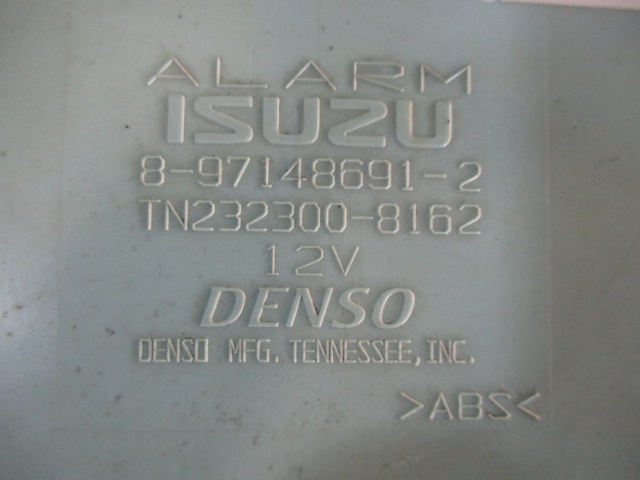 ALARM
ISUZU
8-97148691-2
TN232300-8162
12V
DENSO
DENSO MFG. TENNESSEE, INC.
>ABS<